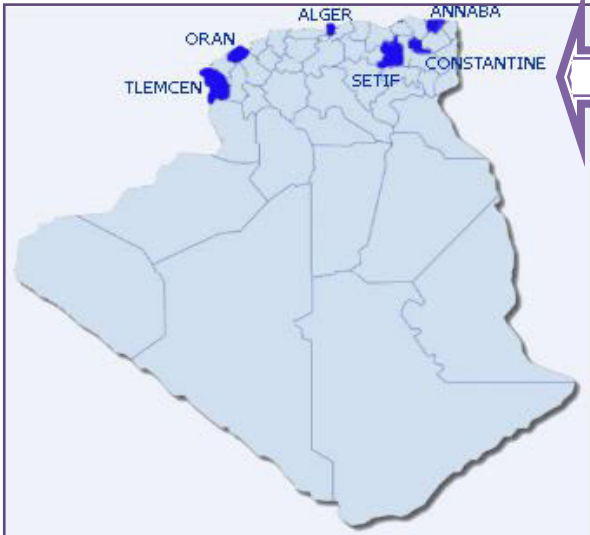 ALGER
ANNABA
ORAN
CONSTANTINE
SETIF
TLEMCEN